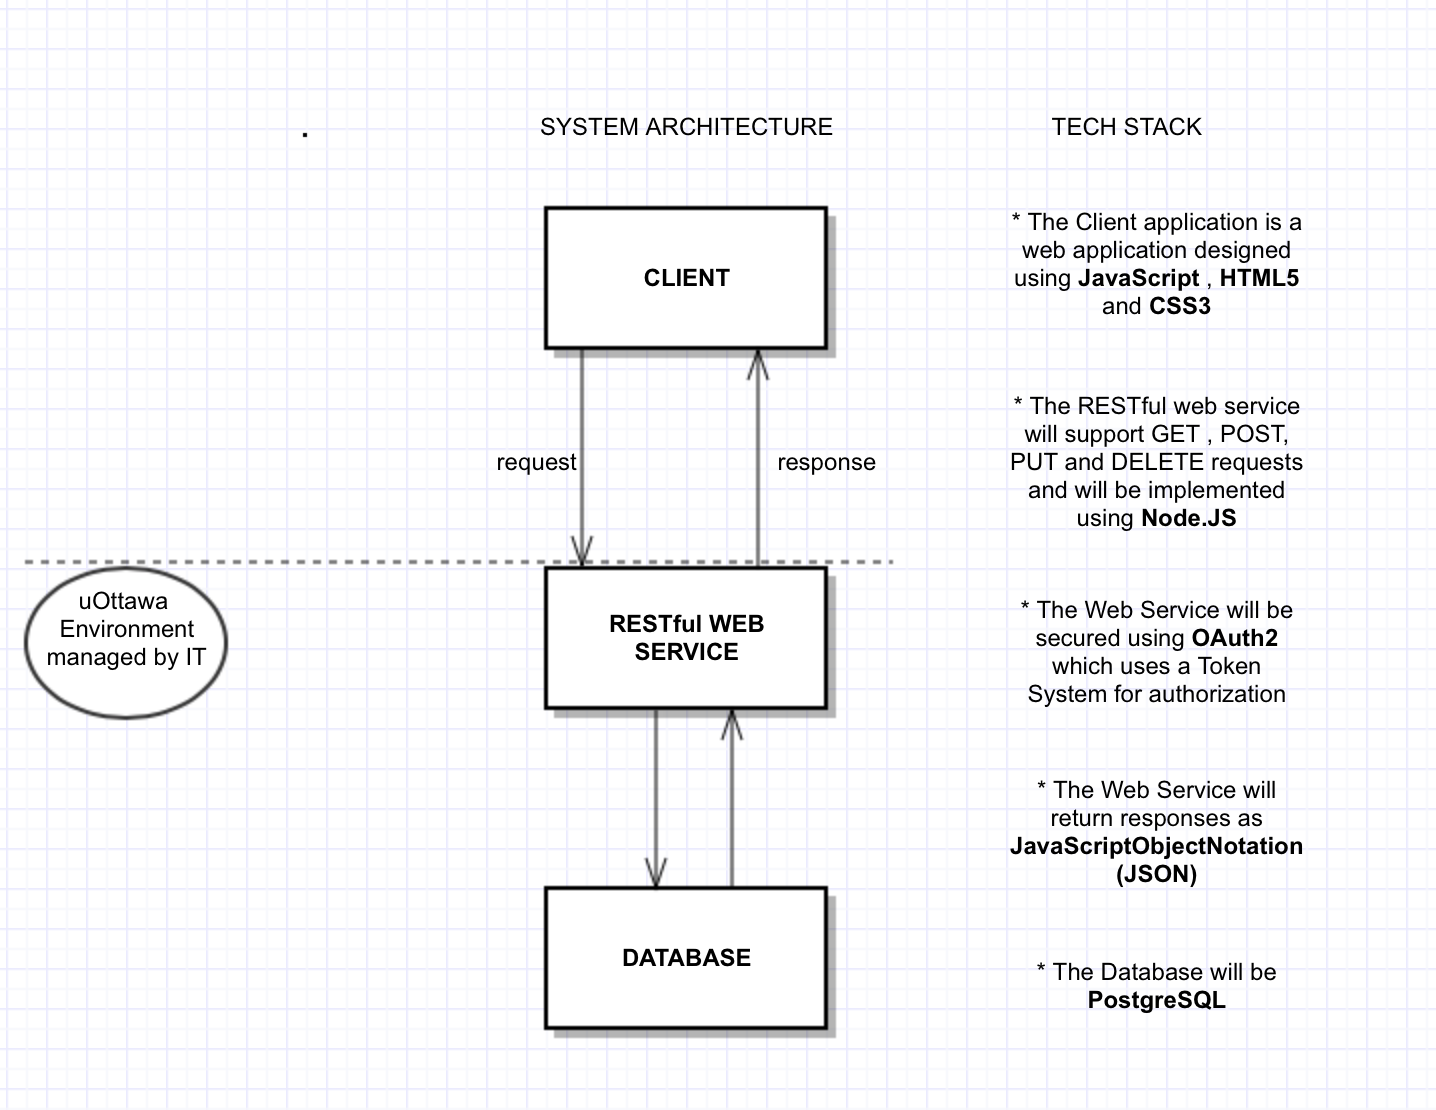 SYSTEM ARCHITECTURE
TECH STACK
CLIENT
* The Client application is a
web application designed
using JavaScript , HTML5
and CSS3
request
response
* The RESTful web service
will support GET , POST,
PUT and DELETE requests
and will be implemented
using Node.JS
uOttawa
Environment
managed by IT
RESTful WEB
SERVICE
* The Web Service will be
secured using OAuth2
which uses a Token
System for authorization
* The Web Service will
return responses as
JavaScriptObjectNotation
(JSON)
DATABASE
* The Database will be
PostgreSQL